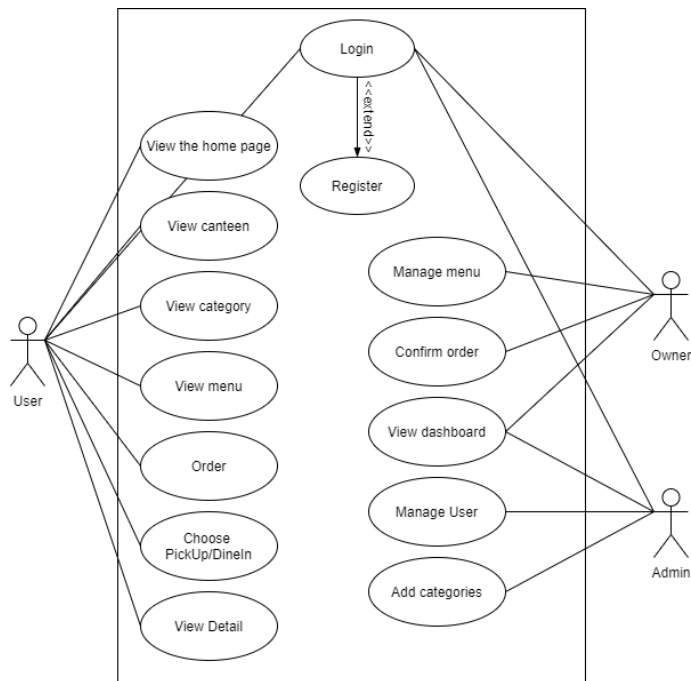 Login
<<extend>>
View the home page
Register
View canteen
Manage menu
View category
Confirm order
Owner
User
View menu
View dashboard
Order
Manage User
Choose
PickUp/DineIn
Admin
Add categories
View Detail